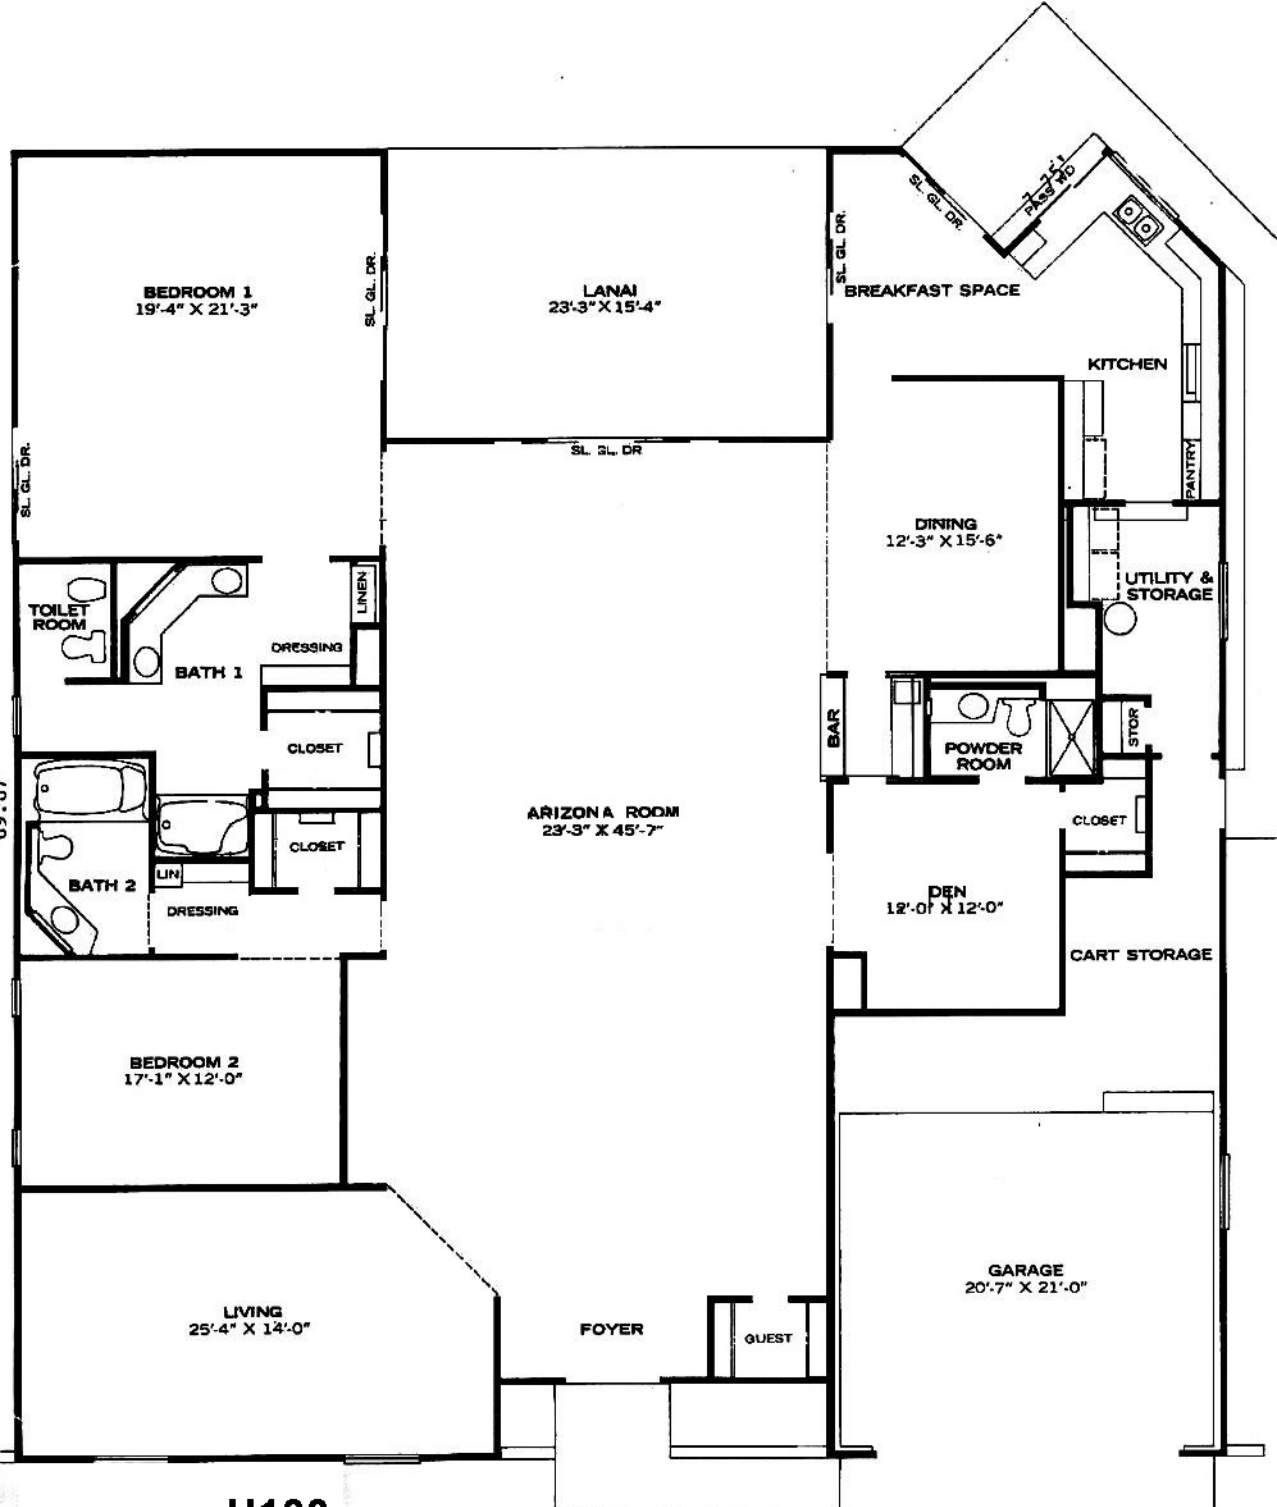 7'-7.5"
PASS WD
SL. GL. DR.
SL. GL. DR.
SL. GL. DR.
BEDROOM 1
19'-4" X 21'-3"
LANAI
23'-3" X 15'-4"
BREAKFAST SPACE
KITCHEN
SL. GL. DR.
SL. GL. DR
PANTRY
DINING
12'-3" X 15'-6"
UTILITY &
STORAGE
LINEN
TOILET
ROOM
DRESSING
BATH 1
BAR
STOR
CLOSET
POWDER
ROOM
ARIZONA ROOM
23'-3" X 45'-7"
CLOSET
CLOSET
LIN
BATH 2
DRESSING
DEN
12'-0" X 12'-0"
CART STORAGE
BEDROOM 2
17'-1" X 12'-0"
GARAGE
20'-7" X 21'-0"
LIVING
25'-4" X 14'-0"
FOYER
GUEST